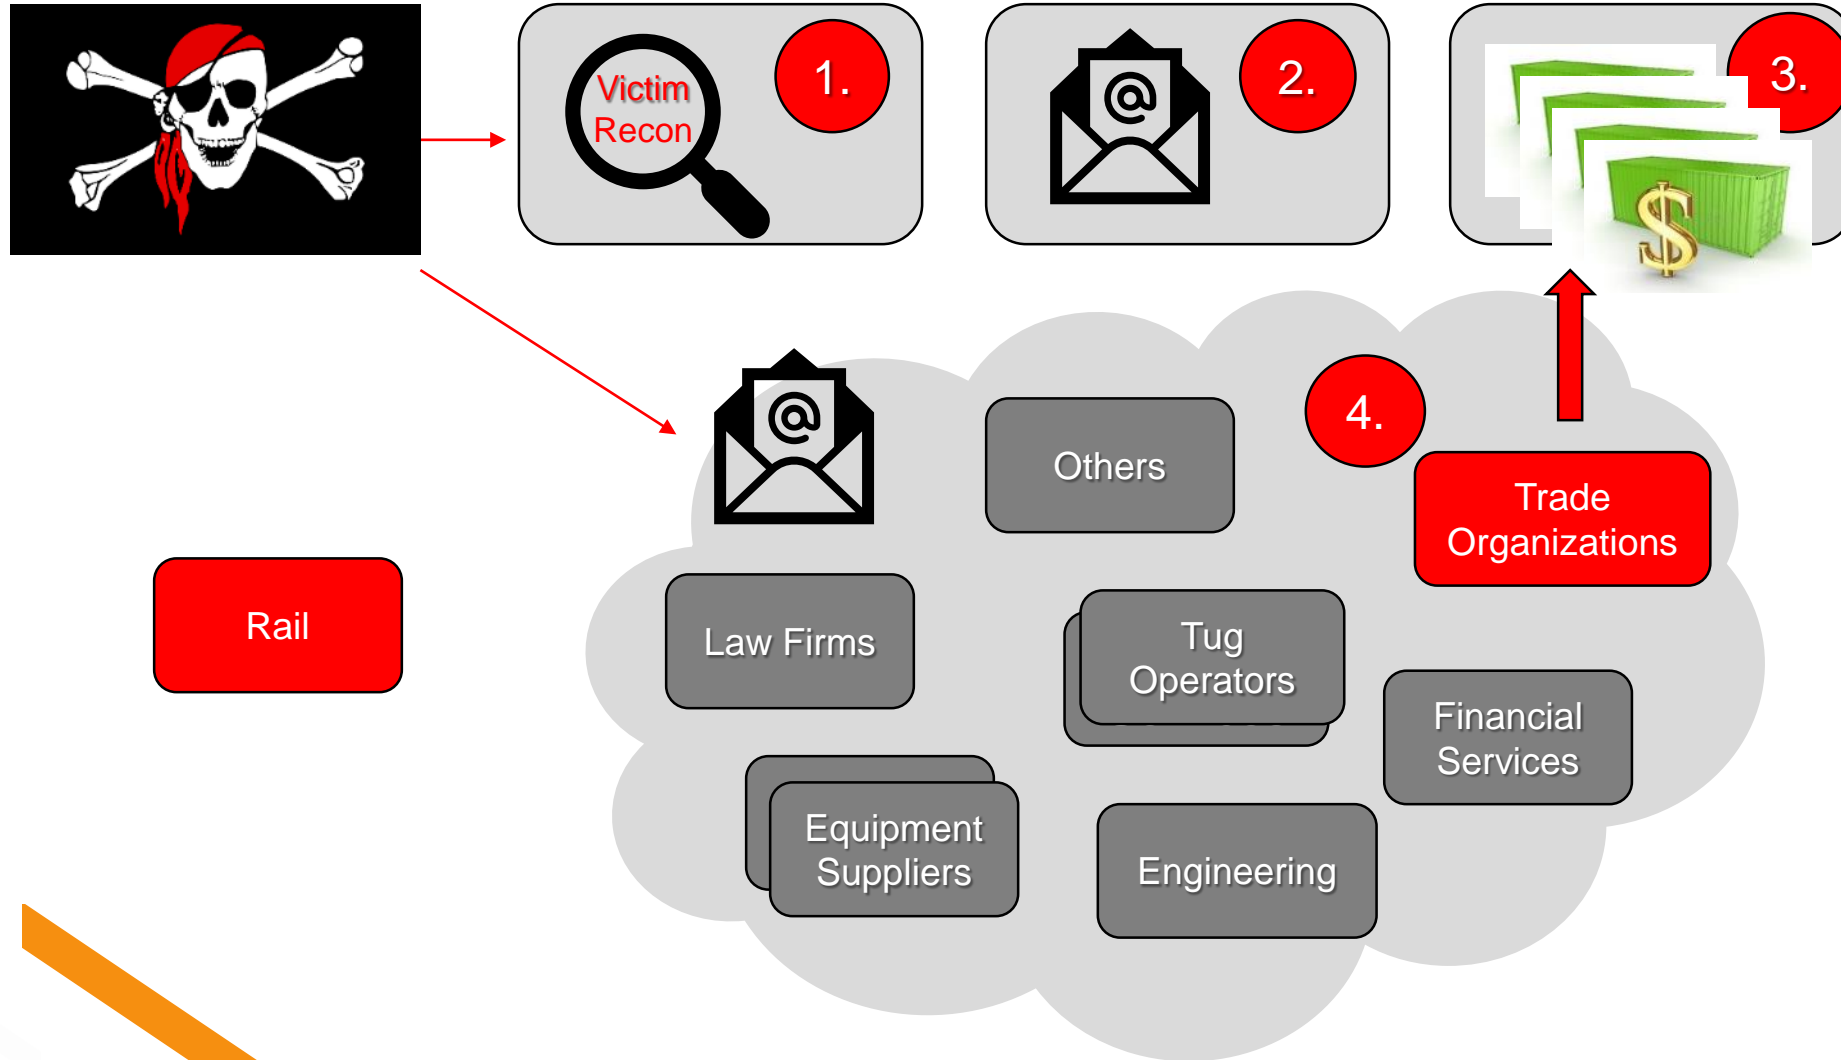 Victim
Recon
1.
@
2.
3.
$
@
Others
4.
Trade
Organizations
Rail
Law Firms
Tug
Operators
Financial
Services
Equipment
Suppliers
Engineering